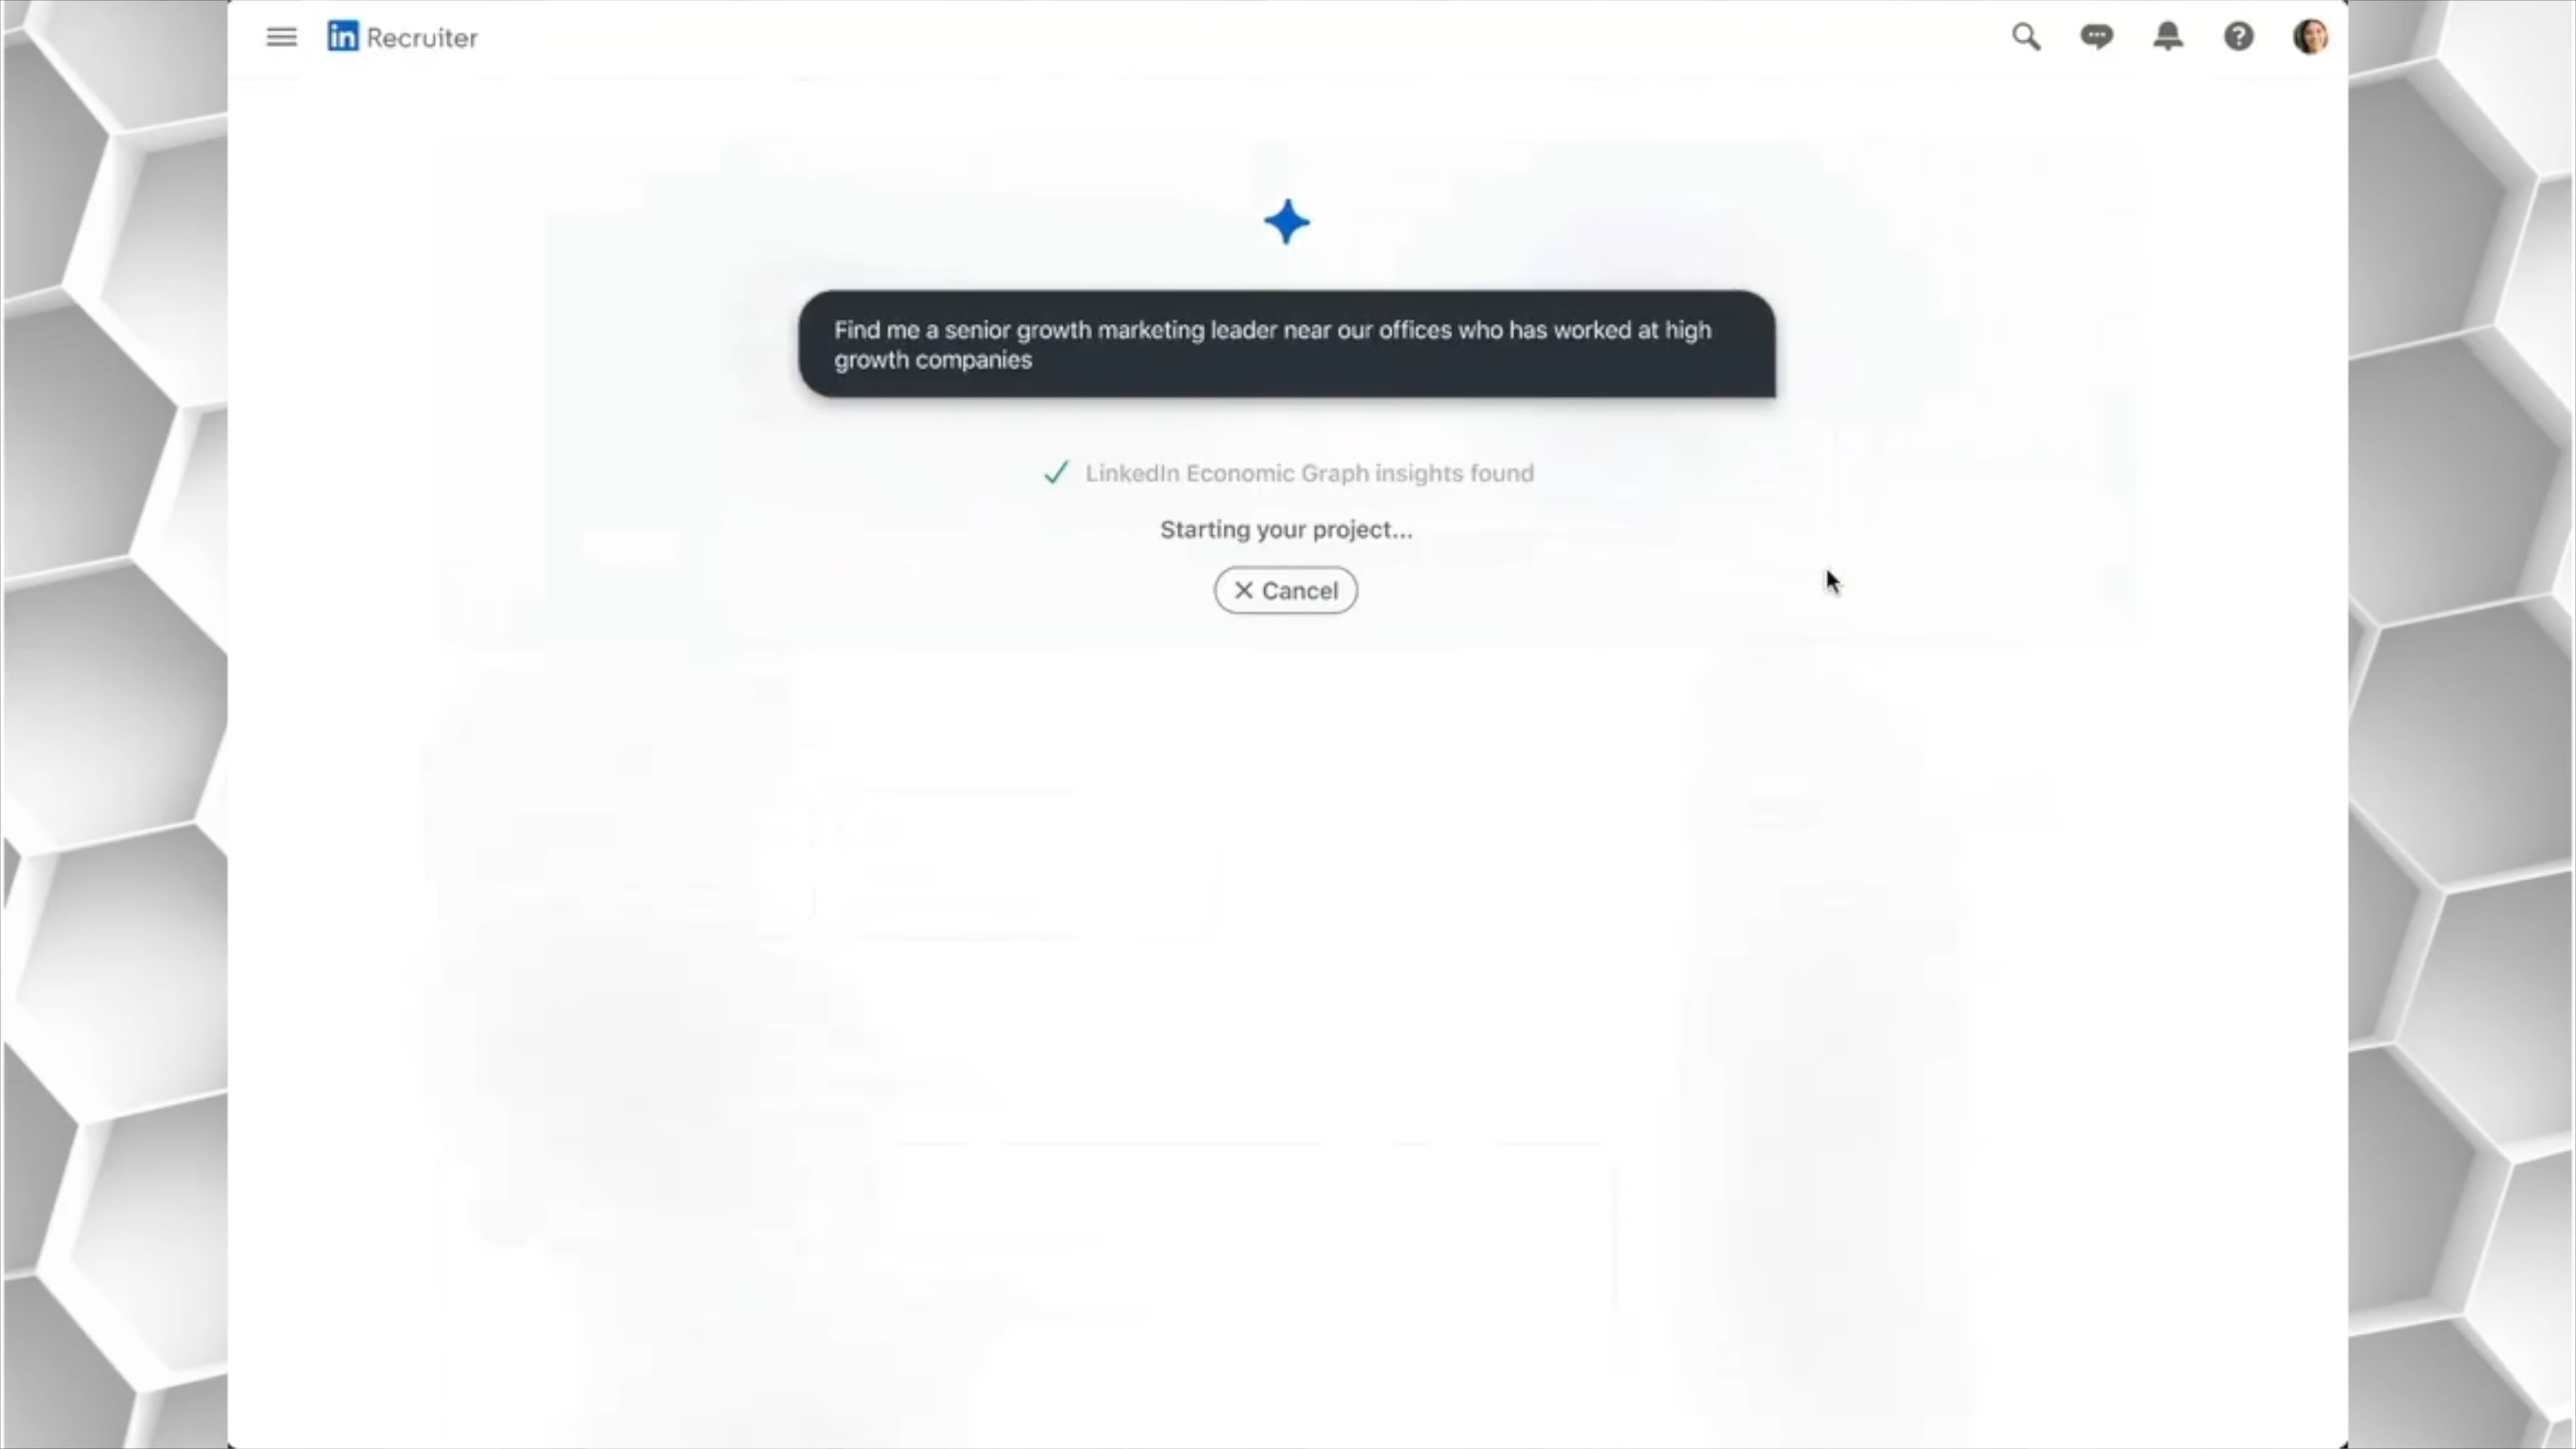 in Recruiter
Find me a senior growth marketing leader near our offices who has worked at high
growth companies
LinkedIn Economic Graph insights found
Starting your project...
Cancel